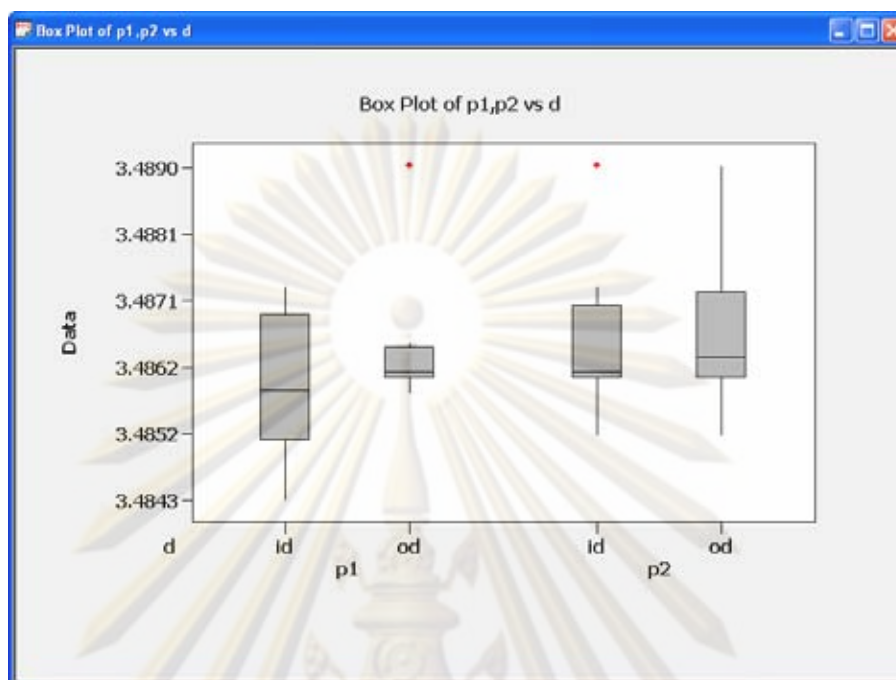 Box Plot of p1,p2 vs d
Box Plot of p1,p2 vs d
3.4890
3.4881
3.4871
3.4862
3.4852
3.4843
Data
d id od id od
p1 p2